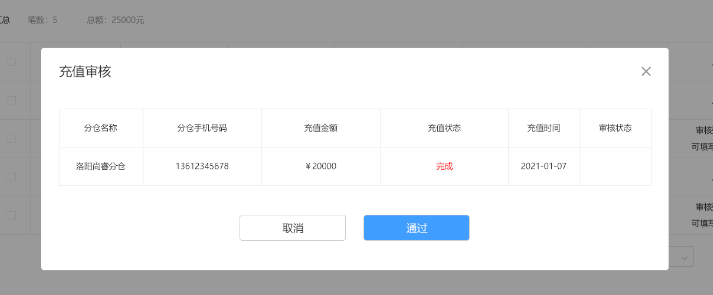 汇总 笔数：5 总额：25000元
充值审核
分仓名称 分仓手机号码 充值金额 充值状态 充值时间 审核状态
洛阳尚睿分仓 13612345678 ￥20000 完成 2021-01-07
取消 通过
审核
可填写
审核
可填写